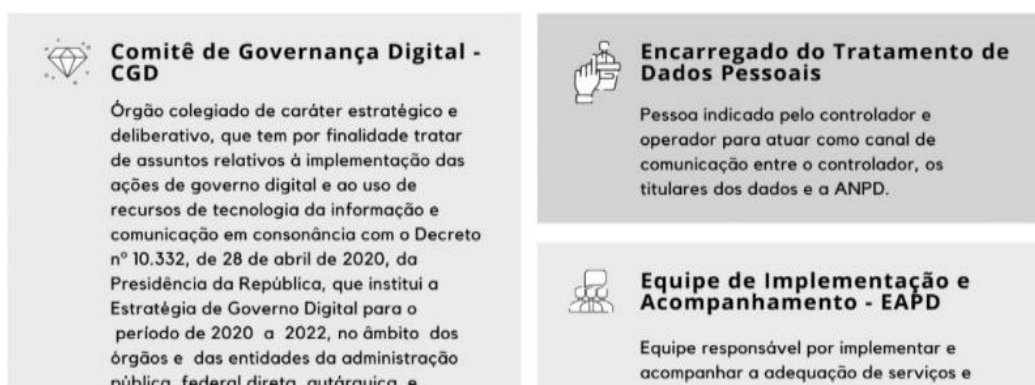 Comitê de Governança Digital -
CGD
Órgão colegiado de caráter estratégico e
deliberativo, que tem por finalidade tratar
de assuntos relativos à implementação das
ações de governo digital e ao uso de
recursos de tecnologia da informação e
comunicação em consonância com o Decreto
nº 10.332, de 28 de abril de 2020, da
Presidência da República, que institui a
Estratégia de Governo Digital para o
período de 2020 a 2022, no âmbito dos
órgãos e das entidades da administração
pública federal direta, autárquica e
Encarregado do Tratamento de
Dados Pessoais
Pessoa indicada pelo controlador e
operador para atuar como canal de
comunicação entre o controlador, os
titulares dos dados e a ANPD.
Equipe de Implementação e
Acompanhamento - EAPD
Equipe responsável por implementar e
acompanhar a adequação de serviços e